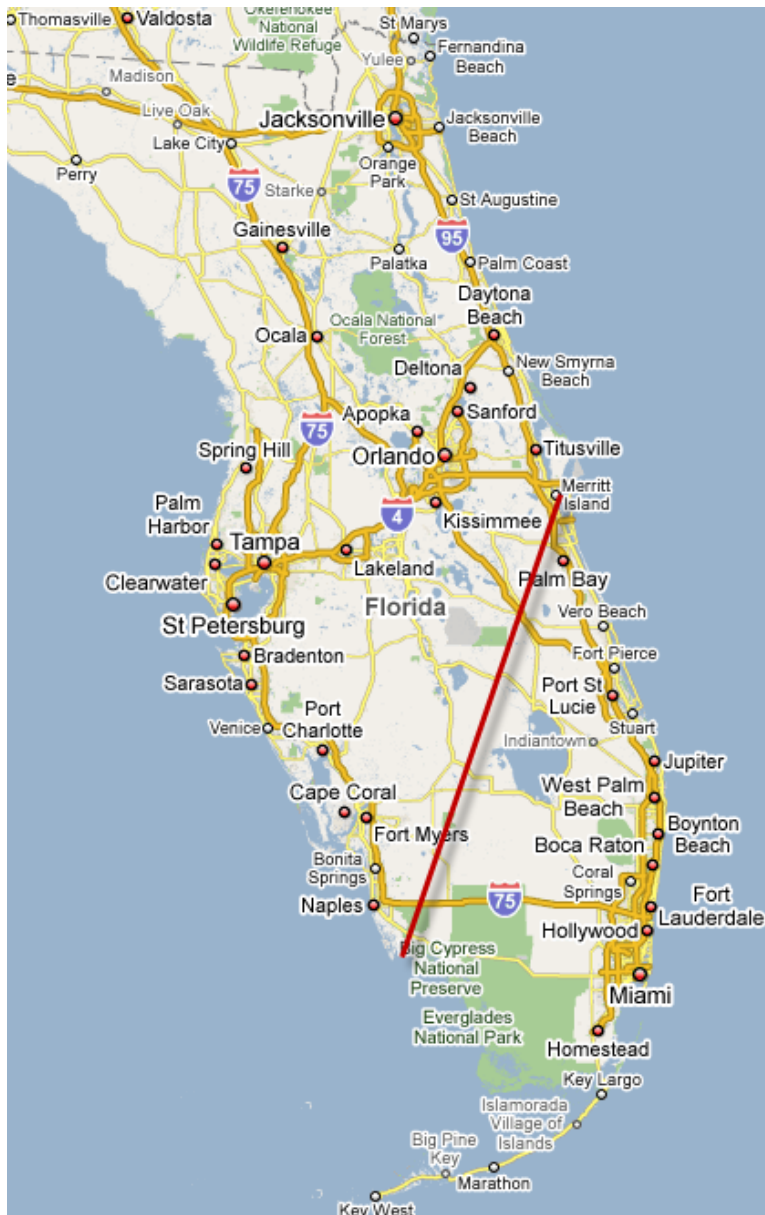 Thomasville
Valdosta
Okefenokee
National
Wildlife Refuge
St Marys
Yulee
Fernandina
Beach
Madison
e
Live Oak
Lake City
Jacksonville
Jacksonville
Beach
Perry
Orange
Park
75
Starke
St Augustine
Gainesville
95
Palatka
Palm Coast
Daytona
Beach
Ocala National
Forest
Ocala
New Smyrna
Beach
Deltona
Apopka
Sanford
75
Spring Hill
Orlando
Titusville
Merritt
Island
Palm
Harbor
4
Kissimmee
Tampa
Lakeland
Palm Bay
Clearwater
Florida
Vero Beach
St Petersburg
Bradenton
Fort Pierce
Sarasota
Port St
Lucie
Port
Charlotte
Venice
Stuart
Indiantown
Jupiter
Cape Coral
West Palm
Beach
Fort Myers
Boynton
Beach
Boca Raton
Bonita
Springs
Coral
Springs
75
Naples
Fort
Lauderdale
Hollywood
Big Cypress
National
Preserve
Miami
Everglades
National Park
Homestead
Key Largo
Islamorada
Village of
Islands
Big Pine
Key
Marathon
Key West